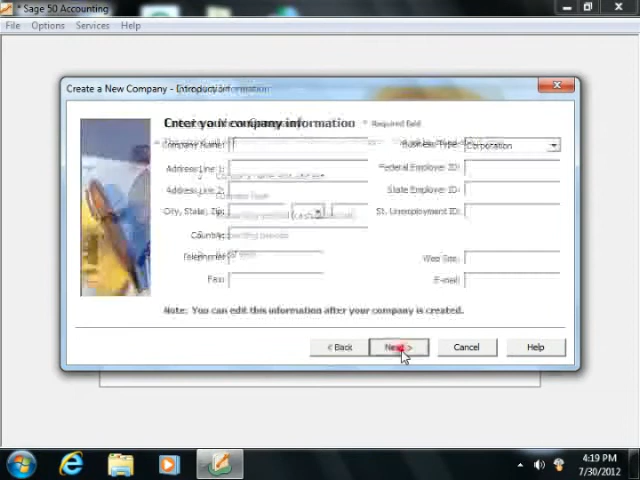 * Sage 50 Accounting
File Options Services Help
Create a New Company - Introduction
Enter your company information
* Required field
Company Name:
Business Type: Corporation
Address Line 1:
Federal Employer ID:
Address Line 2:
State Employer ID:
City, State, Zip:
St. Unemployment ID:
Country:
Telephone:
Web Site:
Fax:
E-mail:
Note: You can edit this information after your company is created.
< Back
Next >
Cancel
Help
4:19 PM
7/30/2012